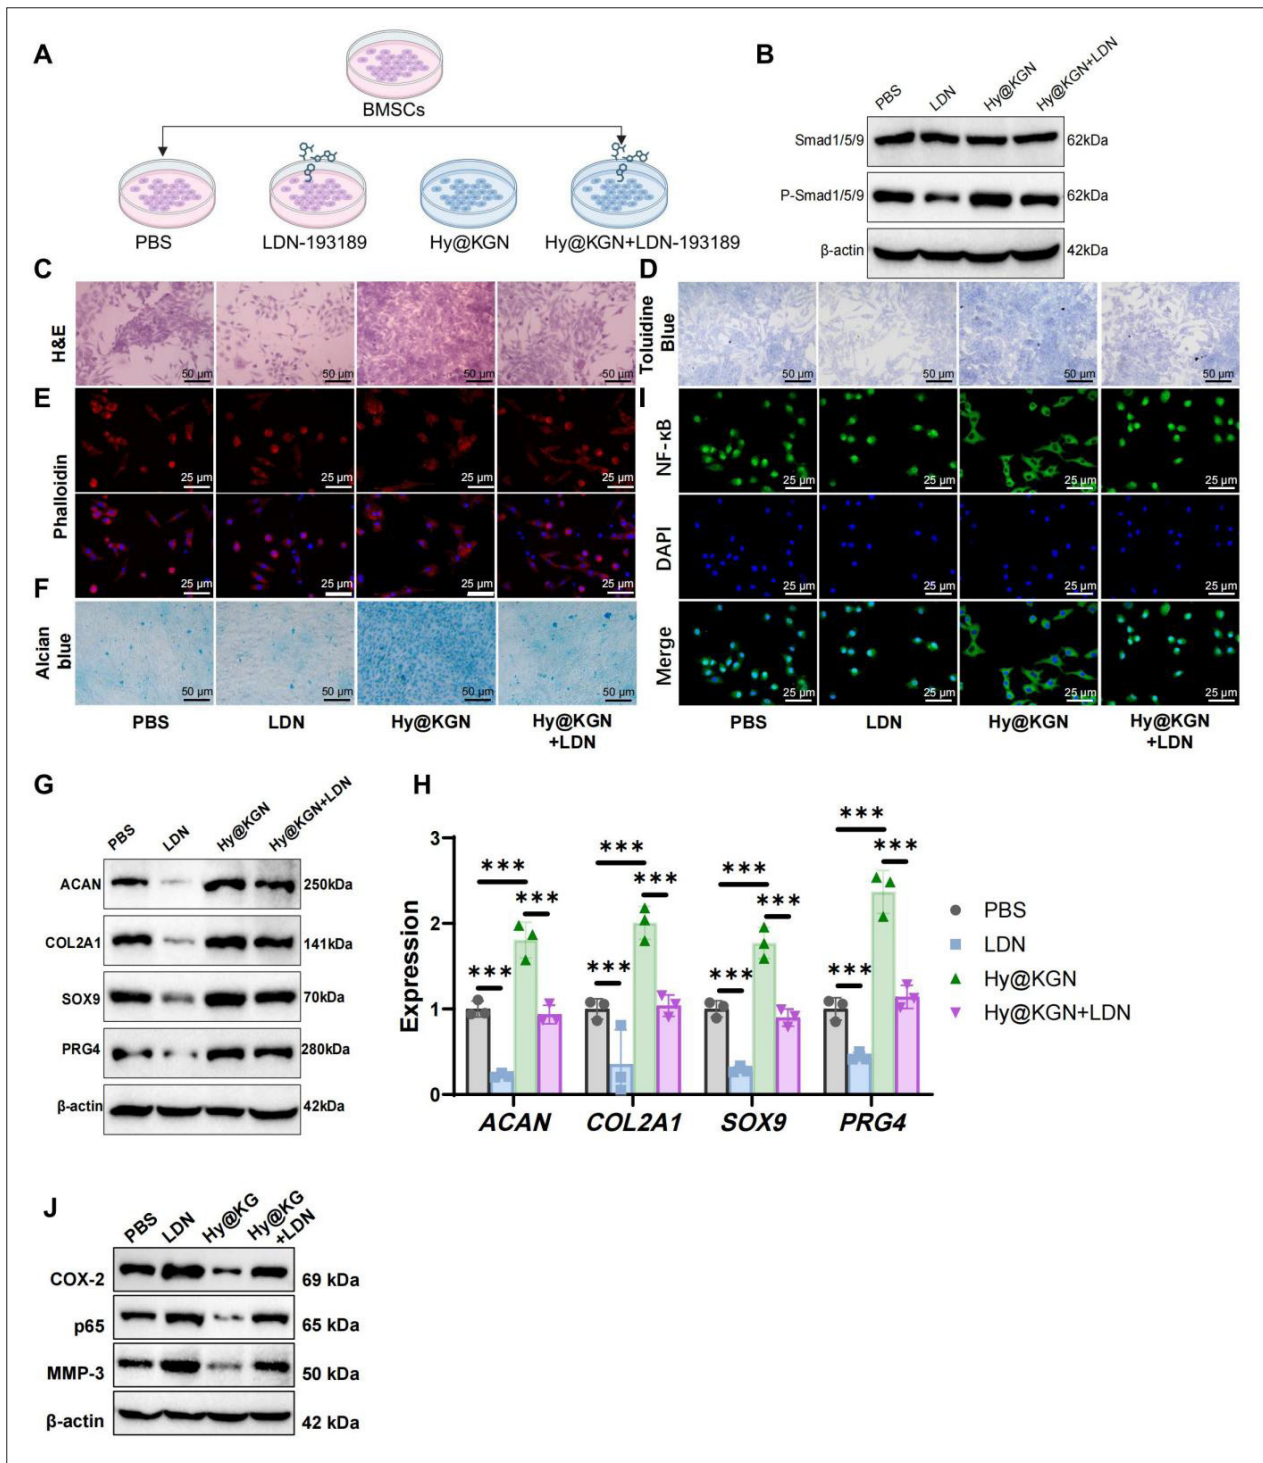 A
BMSCs
PBS
LDN-193189
Hy@KGN
Hy@KGN+LDN-193189
B
PBS
LDN
Hy@KGN
Hy@KGN+LDN
Smad1/5/9
62kDa
P-Smad1/5/9
62kDa
β-actin
42kDa
C
H&E
50 µm
50 µm
50 µm
50 µm
D
Toluidine
Blue
50 µm
50 µm
50 µm
50 µm
E
Phalloidin
25 µm
25 µm
25 µm
25 µm
25 µm
25 µm
25 µm
25 µm
F
Alcian
blue
50 µm
50 µm
50 µm
50 µm
PBS
LDN
Hy@KGN
Hy@KGN
+LDN
I
NF-κB
25 µm
25 µm
25 µm
25 µm
DAPI
25 µm
25 µm
25 µm
25 µm
Merge
25 µm
25 µm
25 µm
25 µm
PBS
LDN
Hy@KGN
Hy@KGN
+LDN
G
PBS
LDN
Hy@KGN
Hy@KGN+LDN
ACAN
250kDa
COL2A1
141kDa
SOX9
70kDa
PRG4
280kDa
β-actin
42kDa
H
Expression
3
2
1
0
***
***
***
***
***
***
***
***
***
***
***
***
ACAN
COL2A1
SOX9
PRG4
PBS
LDN
Hy@KGN
Hy@KGN+LDN
J
PBS
LDN
Hy@KG
Hy@KG
+LDN
COX-2
69 kDa
p65
65 kDa
MMP-3
50 kDa
β-actin
42 kDa